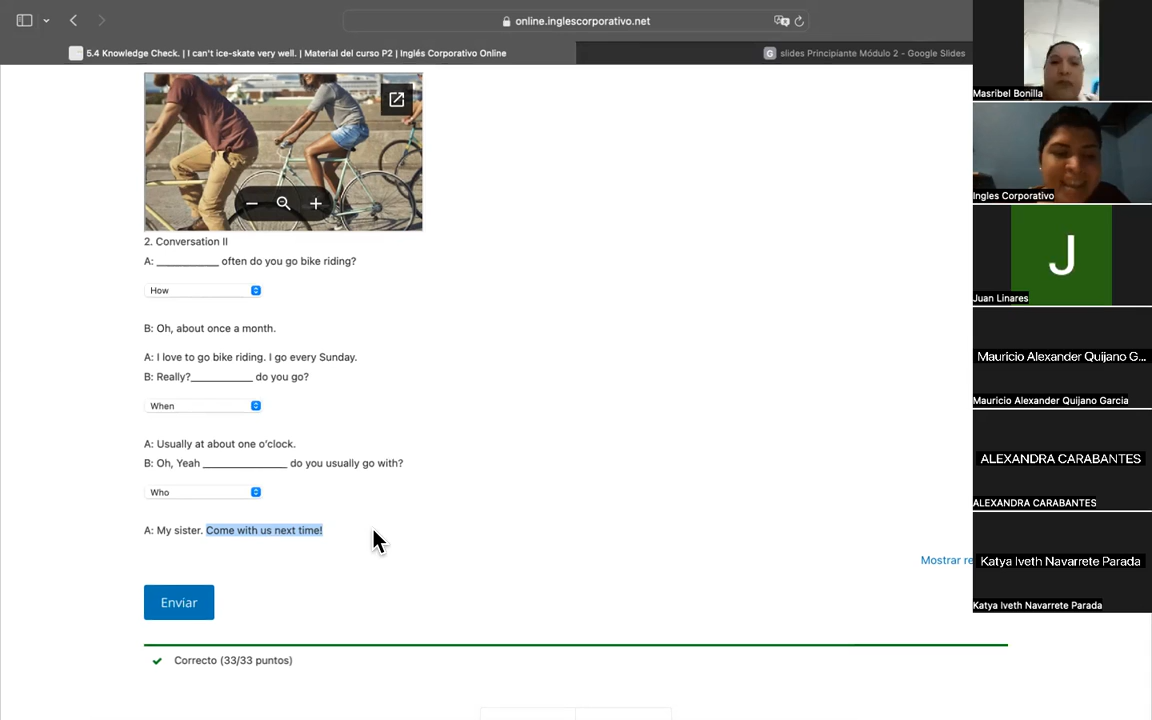 online.inglescorporativo.net
5.4 Knowledge Check. | I can't ice-skate very well. | Material del curso P2 | Inglés Corporativo Online
G slides Principiante Módulo 2 - Google Slides
2. Conversation II
A: ____________ often do you go bike riding?
How
B: Oh, about once a month.
A: I love to go bike riding. I go every Sunday.
B: Really?____________ do you go?
When
A: Usually at about one o'clock.
B: Oh, Yeah ________________ do you usually go with?
Who
A: My sister. Come with us next time!
Mostrar re
Enviar
Correcto (33/33 puntos)
Masribel Bonilla
Ingles Corporativo
J
Juan Linares
Mauricio Alexander Quijano G...
Mauricio Alexander Quijano Garcia
ALEXANDRA CARABANTES
ALEXANDRA CARABANTES
Katya Iveth Navarrete Parada
Katya Iveth Navarrete Parada